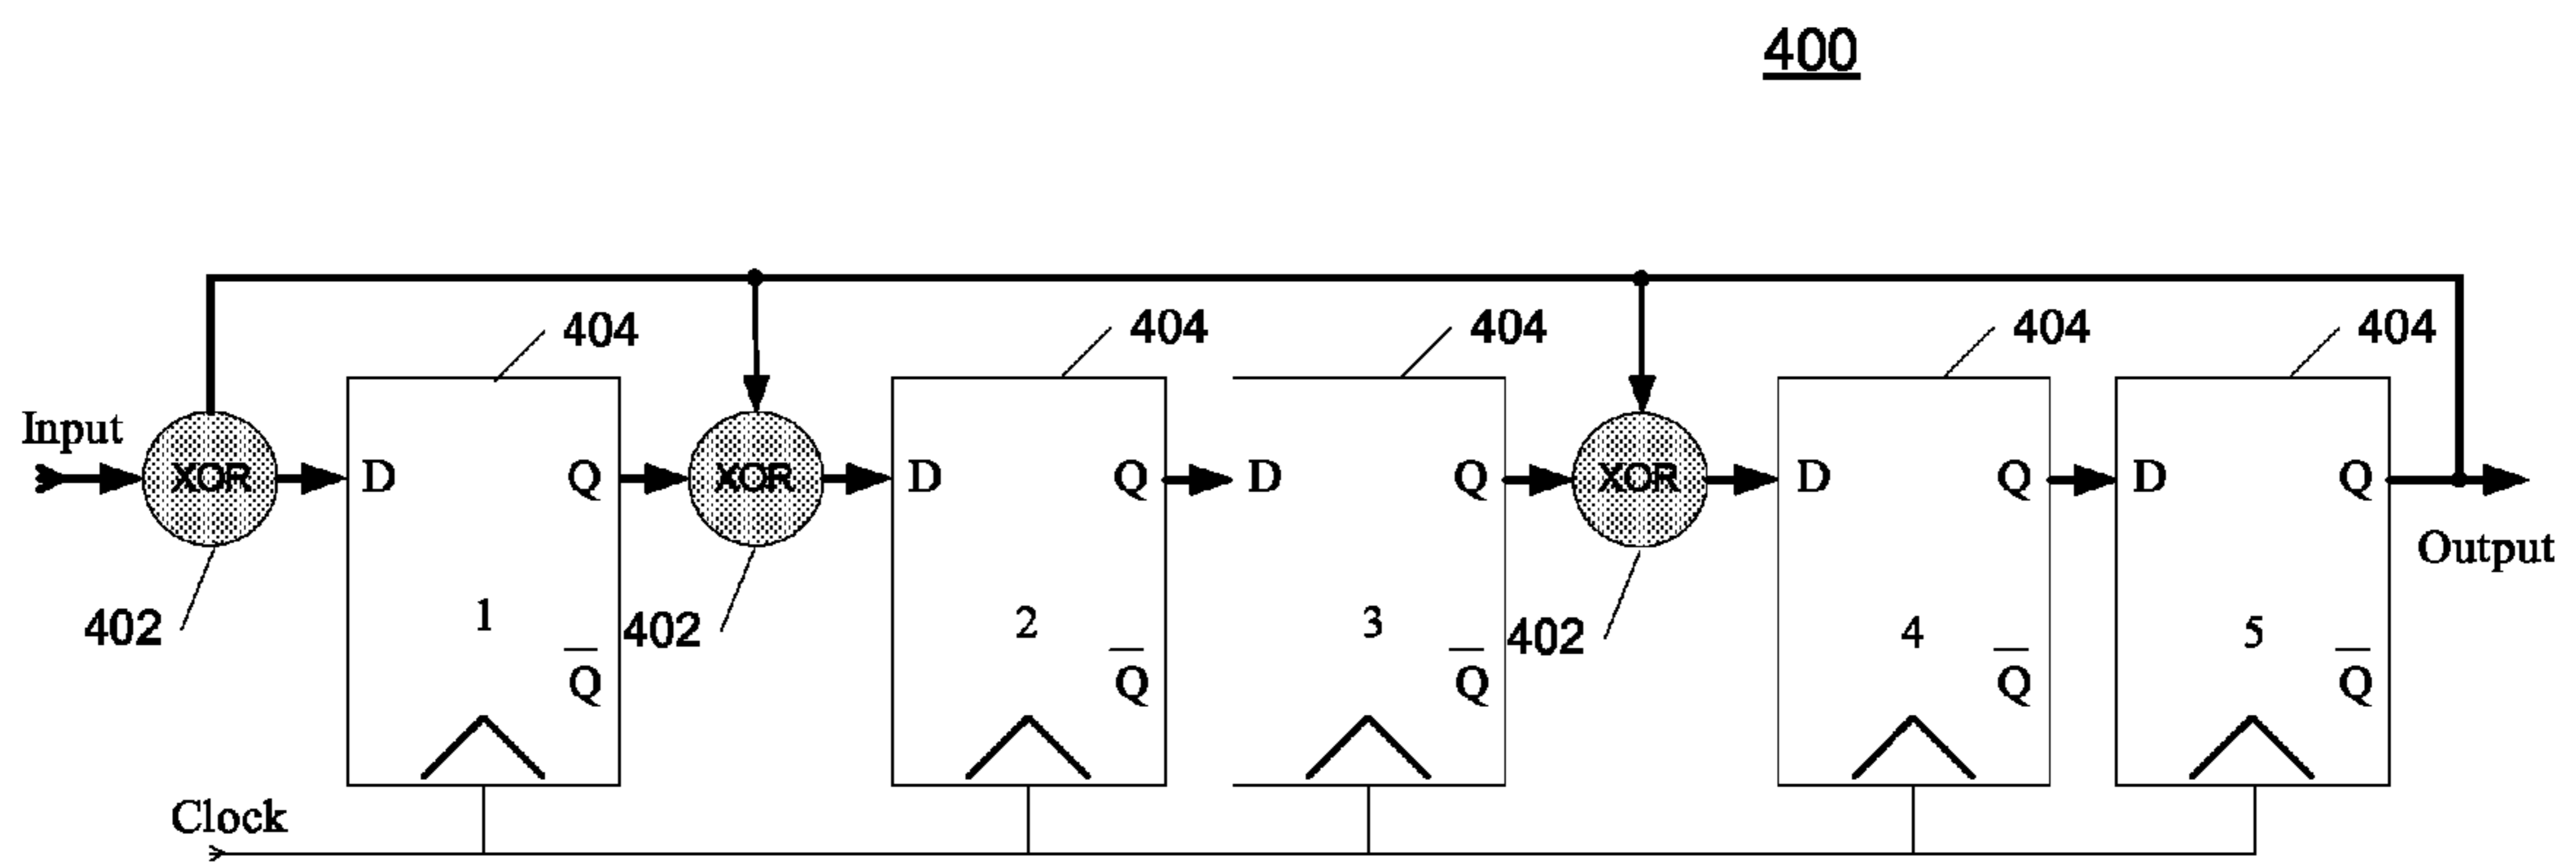 400
404 404 404 404 404
Input
XOR D Q XOR D Q D Q XOR D Q D Q
Output
1 2 3 4 5
402 402 402
Q̅ Q̅ Q̅ Q̅ Q̅
Clock